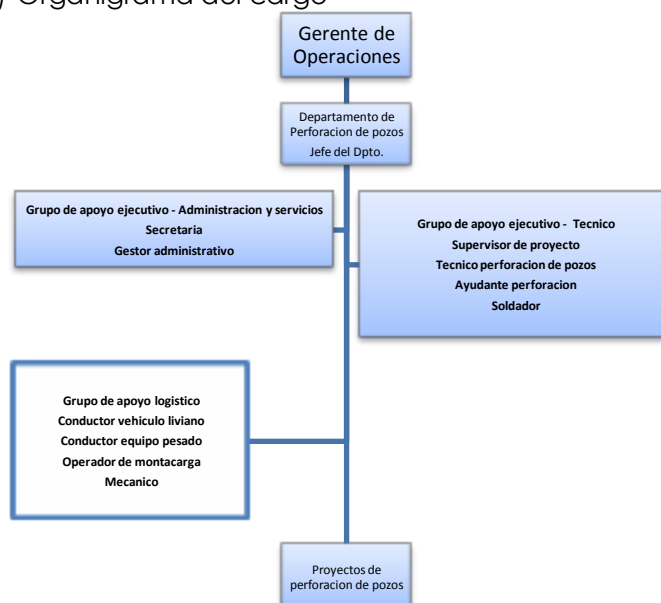 ) Organigrama del cargo
Gerente de
Operaciones
Departamento de
Perforacion de pozos
Jefe del Dpto.
Grupo de apoyo ejecutivo - Administracion y servicios
Secretaria
Gestor administrativo
Grupo de apoyo ejecutivo - Tecnico
Supervisor de proyecto
Tecnico perforacion de pozos
Ayudante perforacion
Soldador
Grupo de apoyo logistico
Conductor vehiculo liviano
Conductor equipo pesado
Operador de montacarga
Mecanico
Proyectos de
perforacion de pozos